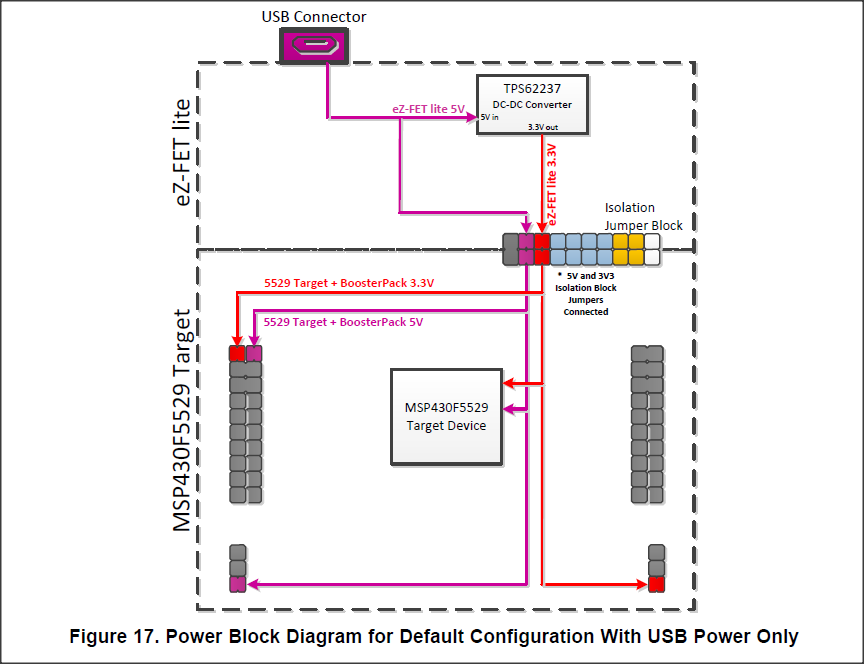 USB Connector
TPS62237
DC-DC Converter
5V in
3.3V out
eZ-FET lite 5V
eZ-FET lite
eZ-FET lite 3.3V
Isolation
Jumper Block
* 5V and 3V3
Isolation Block
Jumpers
Connected
5529 Target + BoosterPack 3.3V
5529 Target + BoosterPack 5V
MSP430F5529 Target
MSP430F5529
Target Device
Figure 17. Power Block Diagram for Default Configuration With USB Power Only